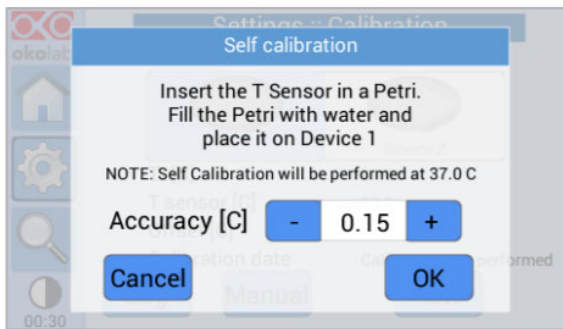 Settings :: Calibration
OKO
okolab
Self calibration
Insert the T Sensor in a Petri.
Fill the Petri with water and
place it on Device 1
NOTE: Self Calibration will be performed at 37.0 C
T sensor [C]
Accuracy [C] - 0.15 +
Cancel
OK
Manual
00:30